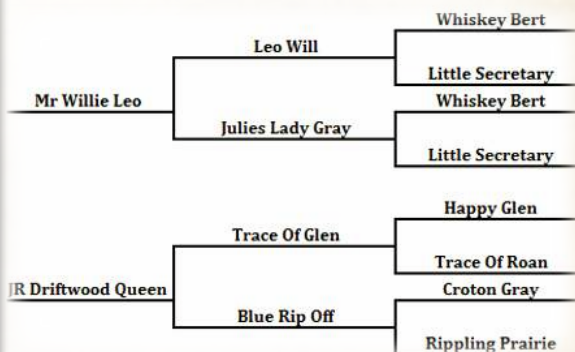 Whiskey Bert
Leo Will
Little Secretary
Mr Willie Leo
Whiskey Bert
Julies Lady Gray
Little Secretary
Happy Glen
Trace Of Glen
Trace Of Roan
JR Driftwood Queen
Croton Gray
Blue Rip Off
Rippling Prairie